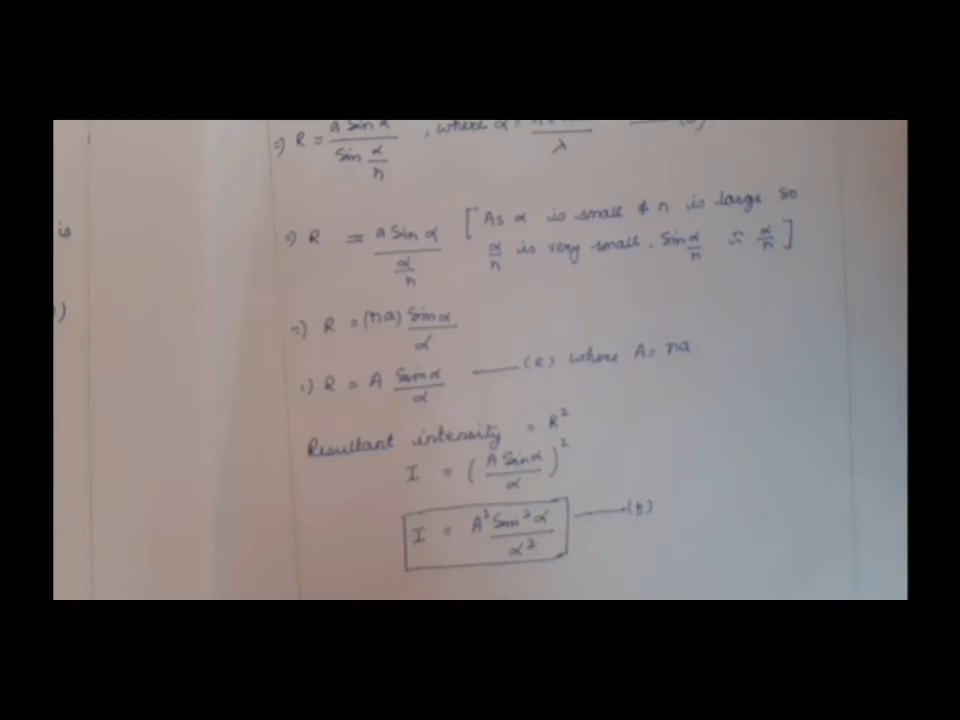 is
)
=> R = a Sin α / Sin α/n , where α = / λ
=> R = a Sin α / α/n [ As α is small & n is large so
α/n is very small. Sin α/n ≈ α/n ]
=> R = (na) Sin α / α
=> R = A Sin α / α —— (e) where A = na.
Resultant intensity = R²
I = ( A Sin α / α )²
I = A² Sin² α / α² ——